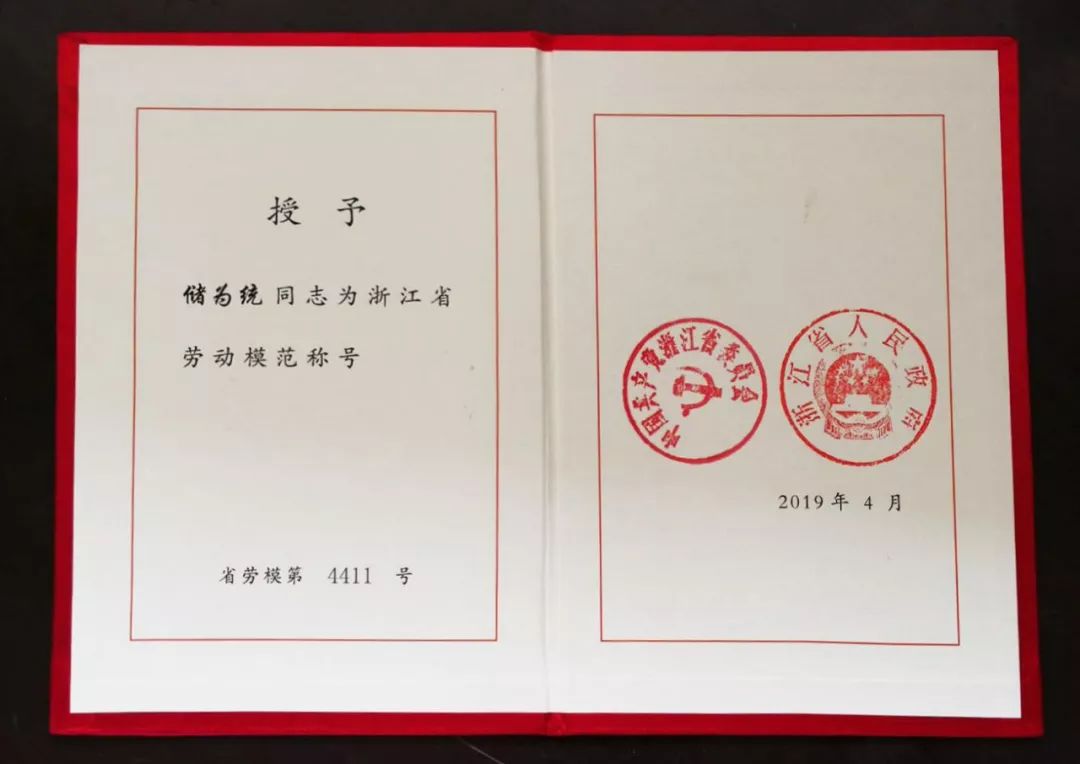 授予
储为统同志为浙江省
劳动模范称号
省劳模第 4411 号
中国共产党浙江省委员会
浙江省人民政府
2019年4月